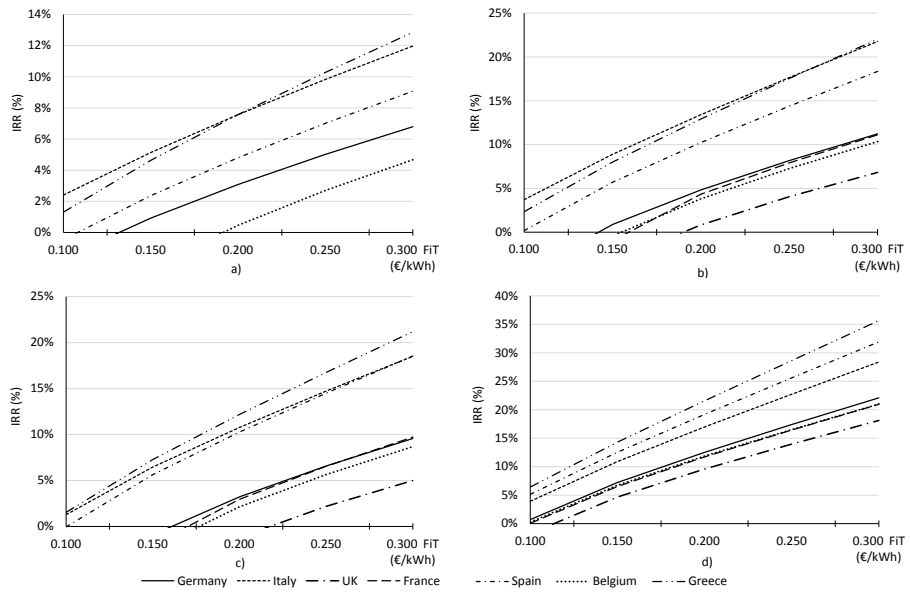 14%
12%
10%
8%
6%
4%
2%
0%
IRR (%)
0.100 0.150 0.200 0.250 0.300 FiT
(€/kWh)
a)
25%
20%
15%
10%
5%
0%
IRR (%)
0.100 0.150 0.200 0.250 0.300 FiT
(€/kWh)
b)
25%
20%
15%
10%
5%
0%
IRR (%)
0.100 0.150 0.200 0.250 0.300 FiT
(€/kWh)
c)
40%
35%
30%
25%
20%
15%
10%
5%
0%
IRR (%)
0.100 0.150 0.200 0.250 0.300 FiT
(€/kWh)
d)
Germany Italy UK France Spain Belgium Greece